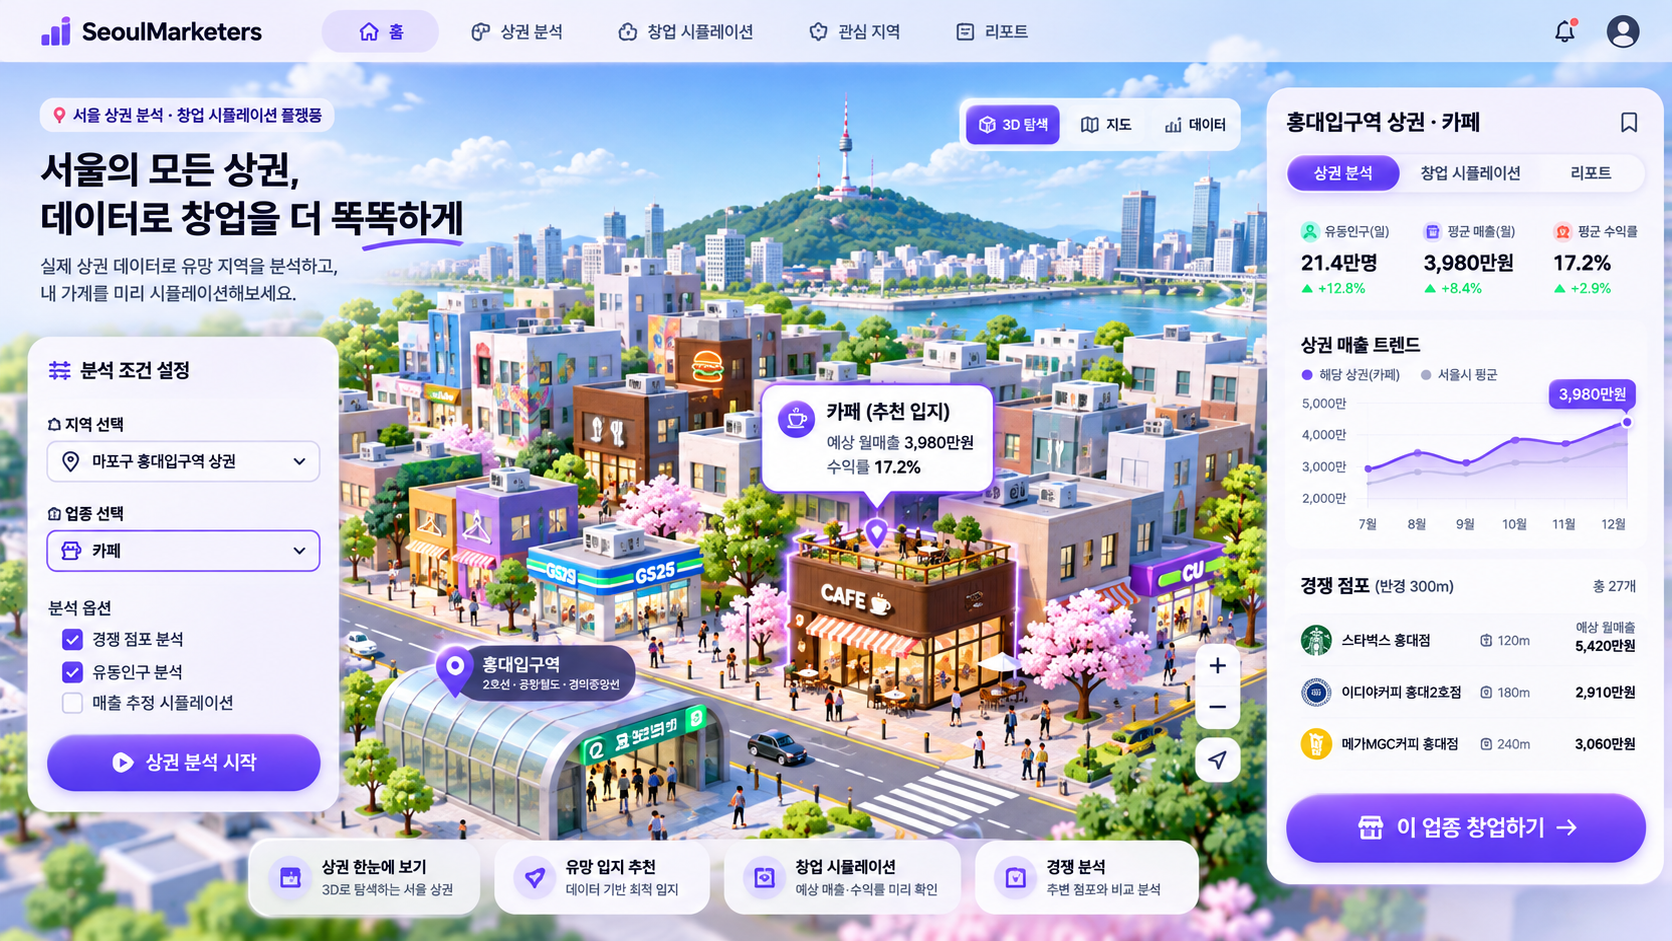 SeoulMarketers
홈
상권 분석
창업 시플레이션
관심 지역
리포트
서울 상권 분석 · 창업 시플레이션 플랫퐁
서울의 모든 상권,
데이터로 창업을 더 똑똑하게
실제 상권 데이터로 유망 지역을 분석하고,
내 가게를 미리 시플레이션해보세요.
분석 조건 설정
지역 선택
마포구 홍대입구역 상권
업종 선택
카페
분석 옵션
경쟁 점포 분석
유동인구 분석
매출 추정 시플레이션
상권 분석 시작
3D 탐색
지도
데이터
카페 (추천 입지)
예상 월매출 3,980만원
수익률 17.2%
GS25
CAFE
CU
홍대입구역
2호선 · 공황철도 · 경의중앙선
+
−
홍대입구역 상권 · 카페
상권 분석
창업 시플레이션
리포트
유동인구(일)
21.4만명
+12.8%
평균 매출(월)
3,980만원
+8.4%
평균 수익률
17.2%
+2.9%
상권 매출 트렌드
해당 상권(카페)
서울시 평균
3,980만원
5,000만
4,000만
3,000만
2,000만
7월
8월
9월
10월
11월
12월
경쟁 점포 (반경 300m)
홍 27개
예상 월매출
스타벅스 홍대점
120m
5,420만원
이디야커피 홍대2호점
180m
2,910만원
메가MGC커피 홍대점
240m
3,060만원
이 업종 창업하기 →
상권 한눈에 보기
3D로 탐색하는 서울 상권
유망 입지 추천
데이터 기반 최적 입지
창업 시플레이션
예상 매출·수익률 미리 확인
경쟁 분석
추변 점포와 비교 분석